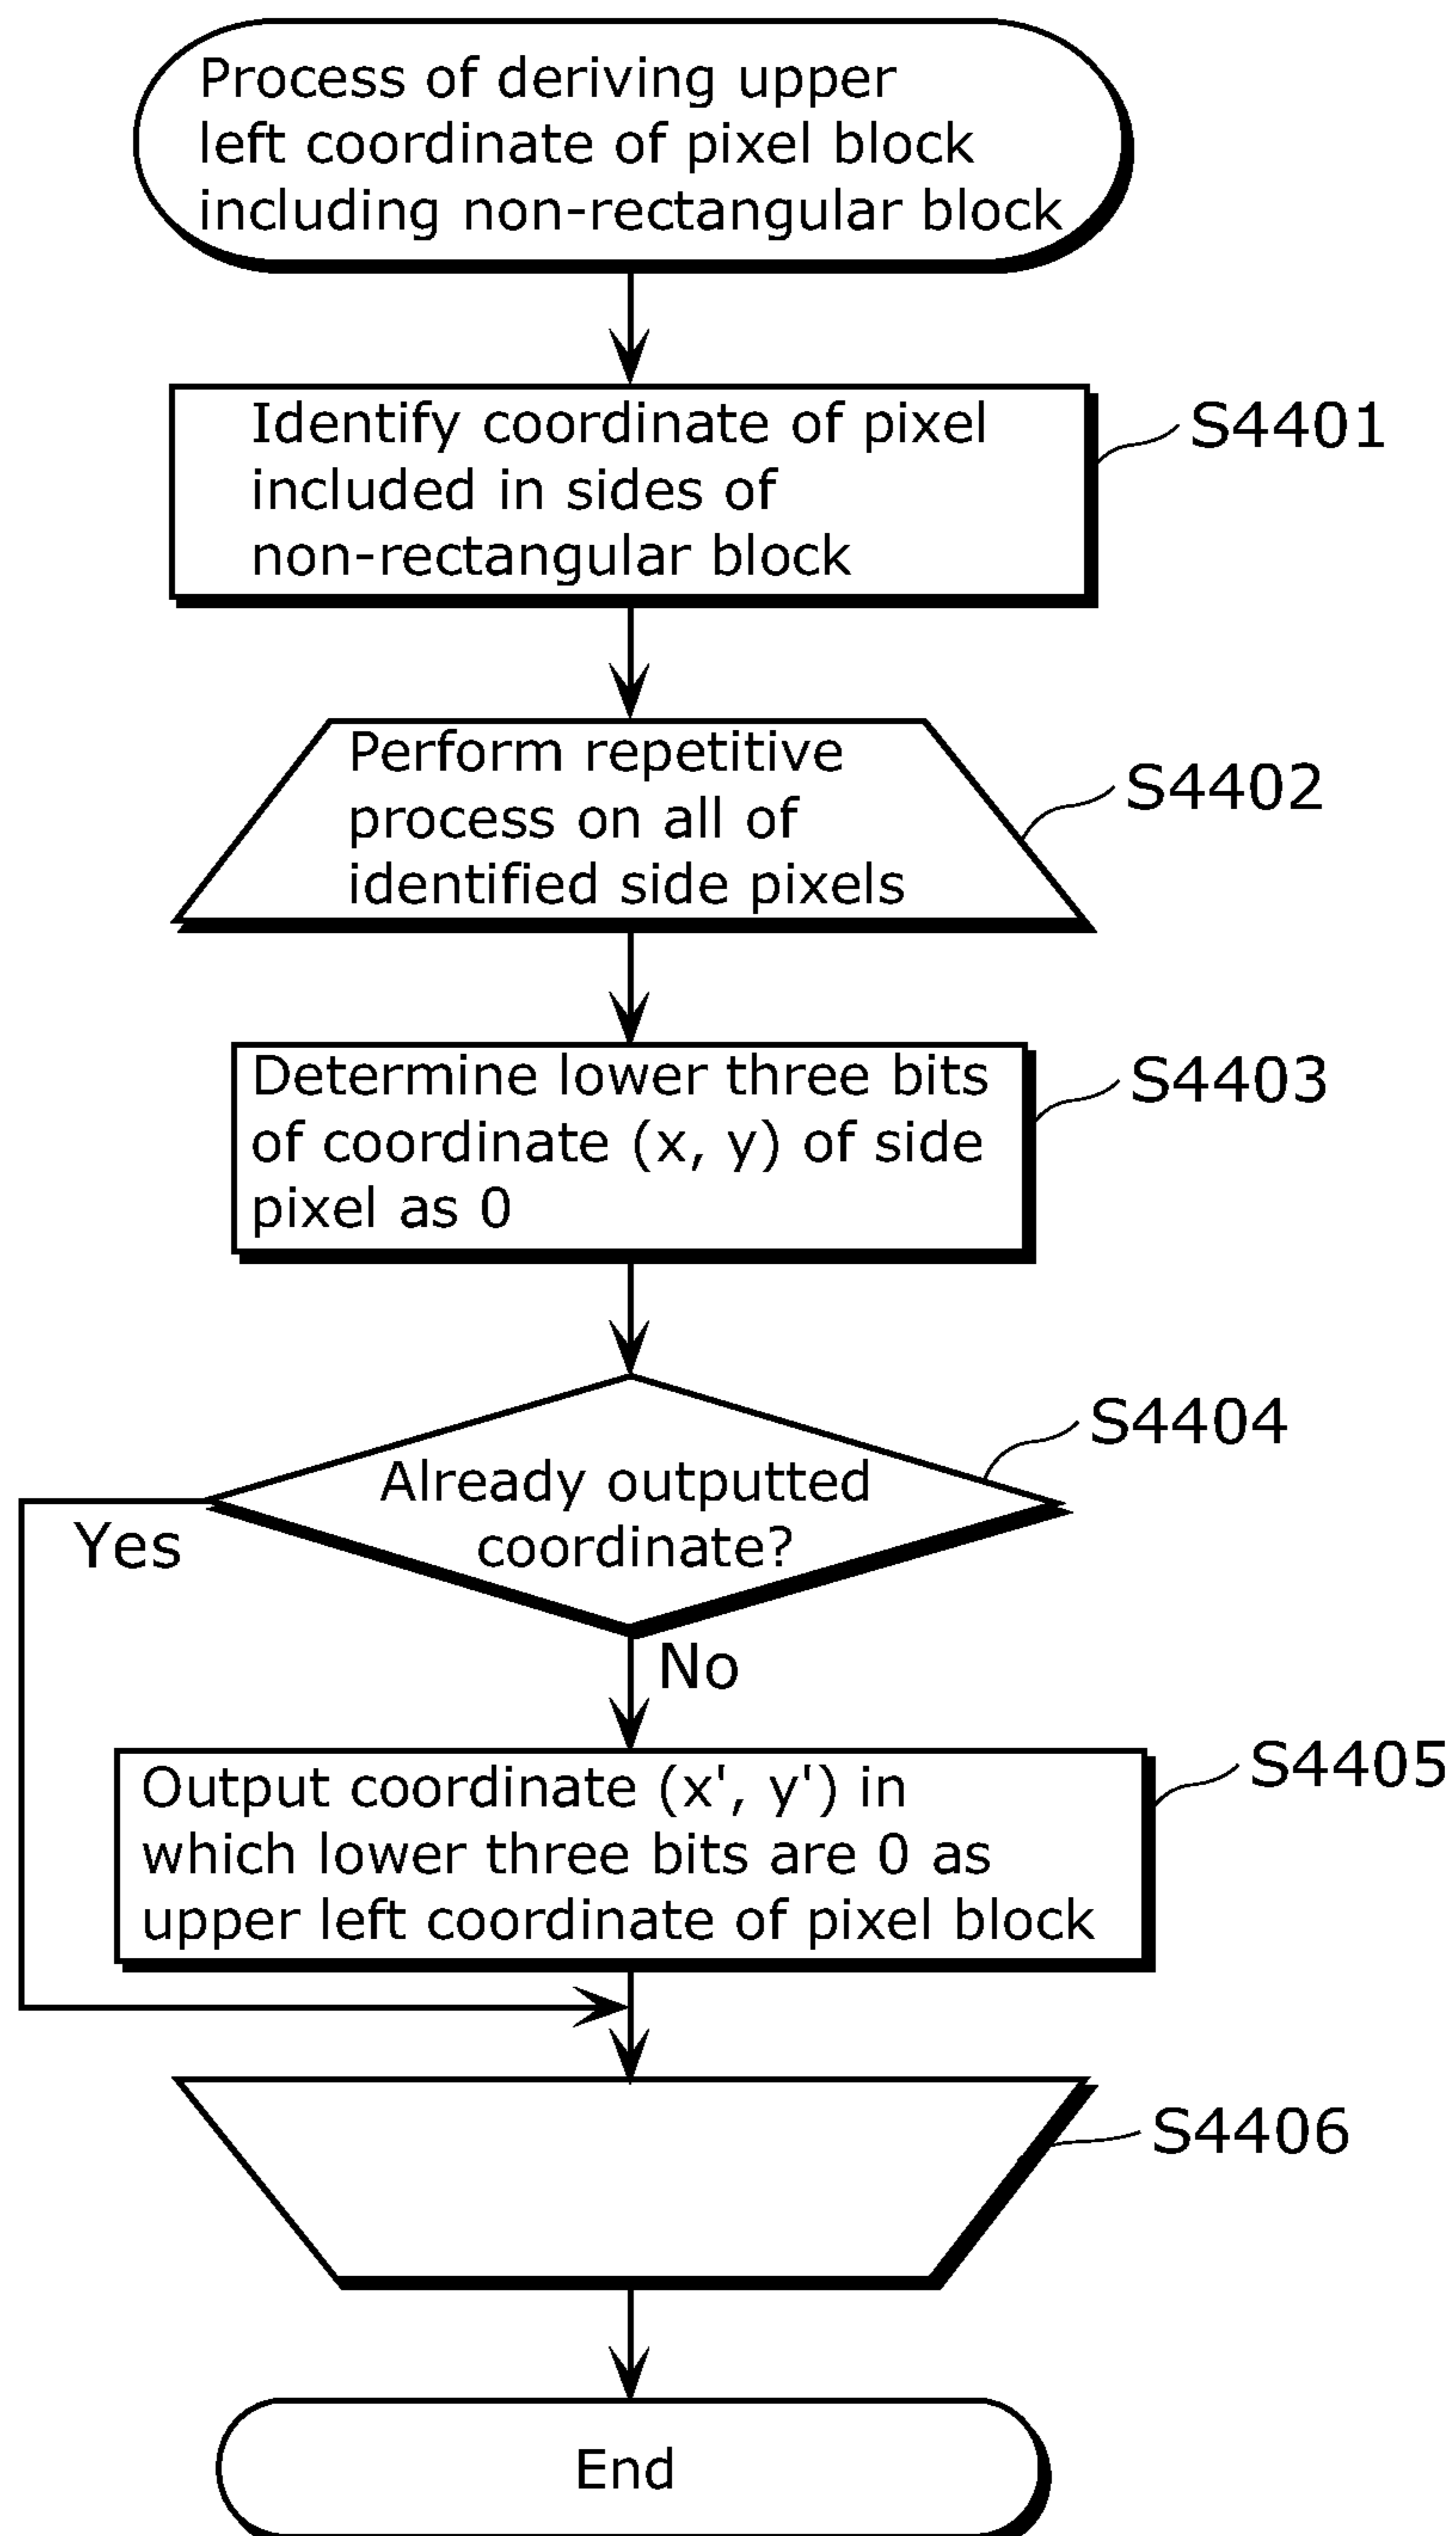 Process of deriving upper
left coordinate of pixel block
including non-rectangular block
Identify coordinate of pixel
included in sides of
non-rectangular block
S4401
Perform repetitive
process on all of
identified side pixels
S4402
Determine lower three bits
of coordinate (x, y) of side
pixel as 0
S4403
Already outputted
coordinate?
S4404
Yes
No
Output coordinate (x', y') in
which lower three bits are 0 as
upper left coordinate of pixel block
S4405
S4406
End